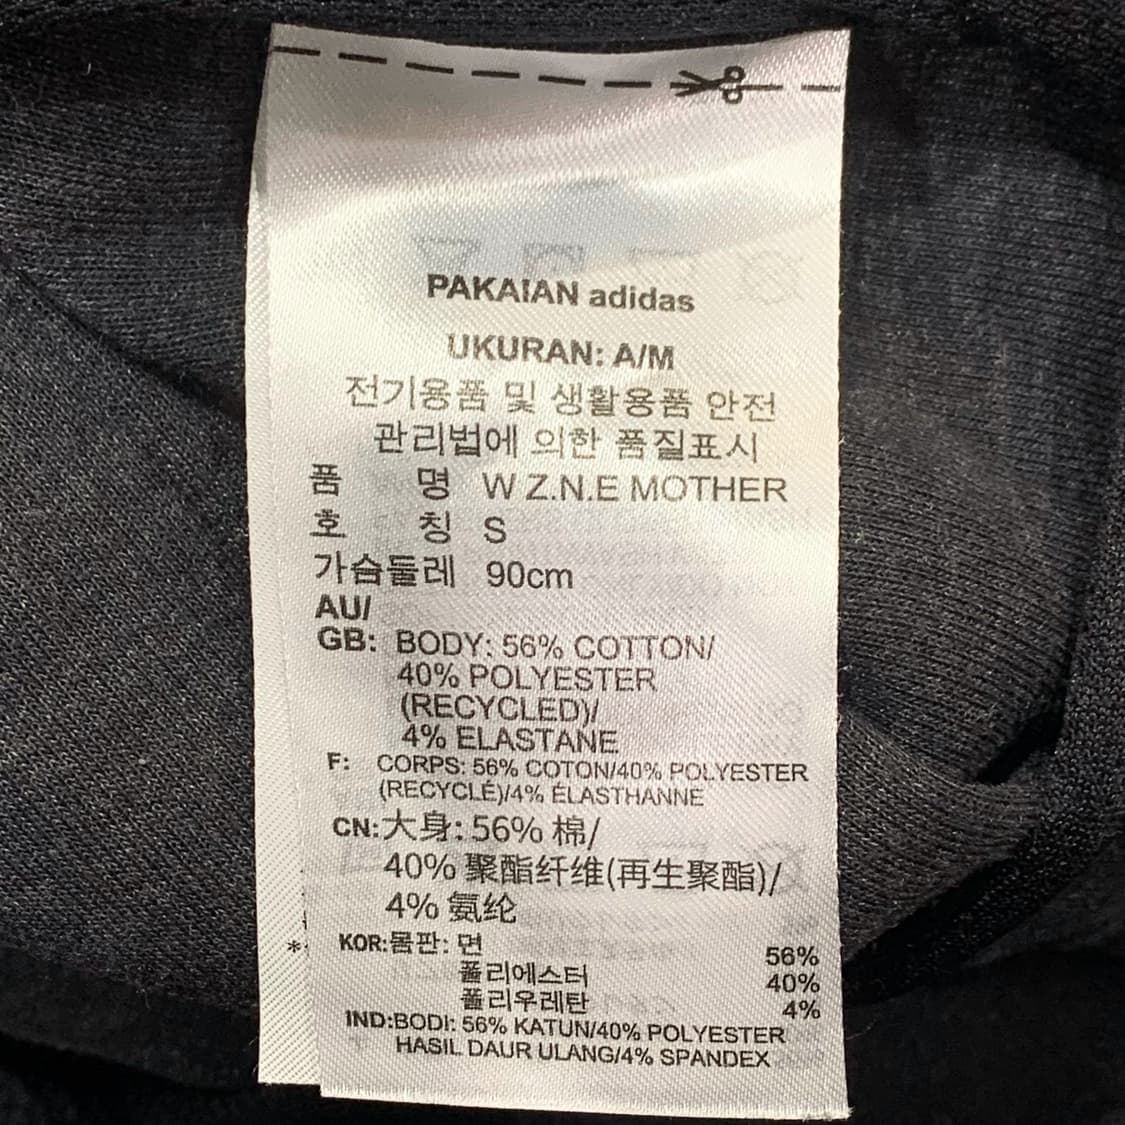 PAKAIAN adidas
UKURAN: A/M
전기용품 및 생활용품 안전
관리법에 의한 품질표시
품 명 W Z.N.E MOTHER
호 칭 S
가슴둘레 90cm
AU/
GB: BODY: 56% COTTON/
40% POLYESTER
(RECYCLED)/
4% ELASTANE
F: CORPS: 56% COTON/40% POLYESTER
(RECYCLÉ)/4% ÉLASTHANNE
CN:大身: 56% 棉/
40% 聚酯纤维(再生聚酯)/
4% 氨纶
KOR:몸판: 면 56%
폴리에스터 40%
폴리우레탄 4%
IND:BODI: 56% KATUN/40% POLYESTER
HASIL DAUR ULANG/4% SPANDEX